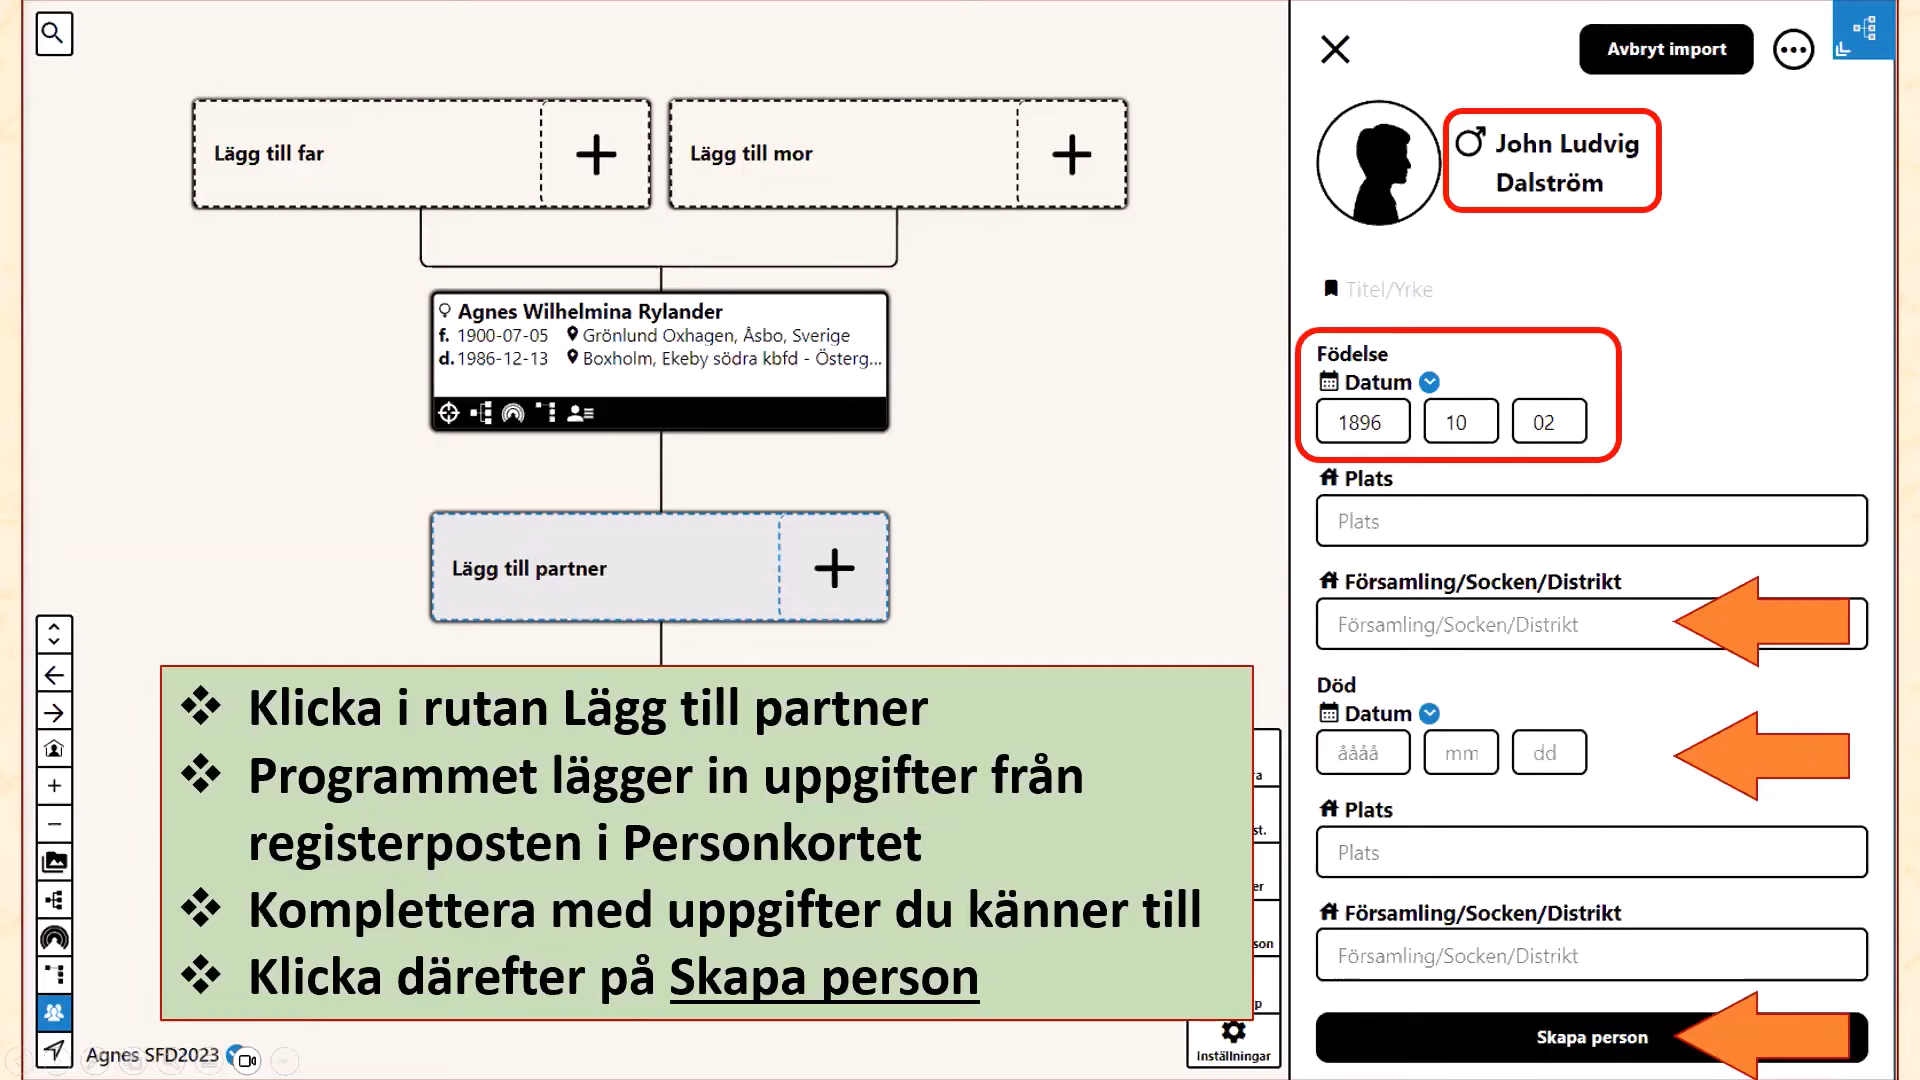 Avbryt import
Lägg till far
Lägg till mor
John Ludvig
Dalström
Titel/Yrke
Agnes Wilhelmina Rylander
f. 1900-07-05 Grönlund Oxhagen, Åsbo, Sverige
d. 1986-12-13 Boxholm, Ekeby södra kbfd - Österg...
Födelse
Datum
1896 10 02
Plats
Plats
Lägg till partner
Församling/Socken/Distrikt
Församling/Socken/Distrikt
Död
Datum
åååå mm dd
Plats
Plats
Församling/Socken/Distrikt
Församling/Socken/Distrikt
Skapa person
Klicka i rutan Lägg till partner
Programmet lägger in uppgifter från
registerposten i Personkortet
Komplettera med uppgifter du känner till
Klicka därefter på Skapa person
Agnes SFD2023
Inställningar